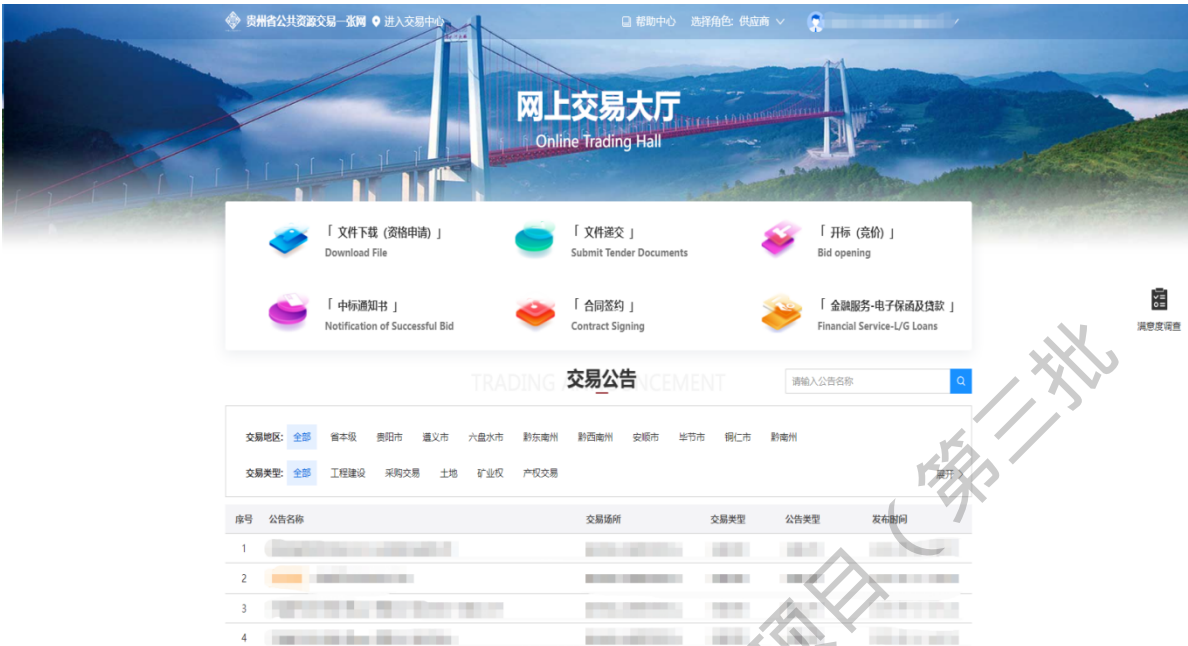 贵州省公共资源交易一张网 进入交易中心 帮助中心 选择角色: 供应商
网上交易大厅
Online Trading Hall
「 文件下载（资格申请）」 「 文件递交 」 「 开标（竞价）」
Download File Submit Tender Documents Bid opening
「 中标通知书 」 「 合同签约 」 「 金融服务-电子保函及贷款 」
Notification of Successful Bid Contract Signing Financial Service-L/G Loans
满意度调查
交易公告 请输入公告名称
交易地区: 全部 省本级 贵阳市 遵义市 六盘水市 黔东南州 黔西南州 安顺市 毕节市 铜仁市 黔南州
交易类型: 全部 工程建设 采购交易 土地 矿业权 产权交易 展开
序号 公告名称 交易场所 交易类型 公告类型 发布时间
1
2
3
4
项目（第三批